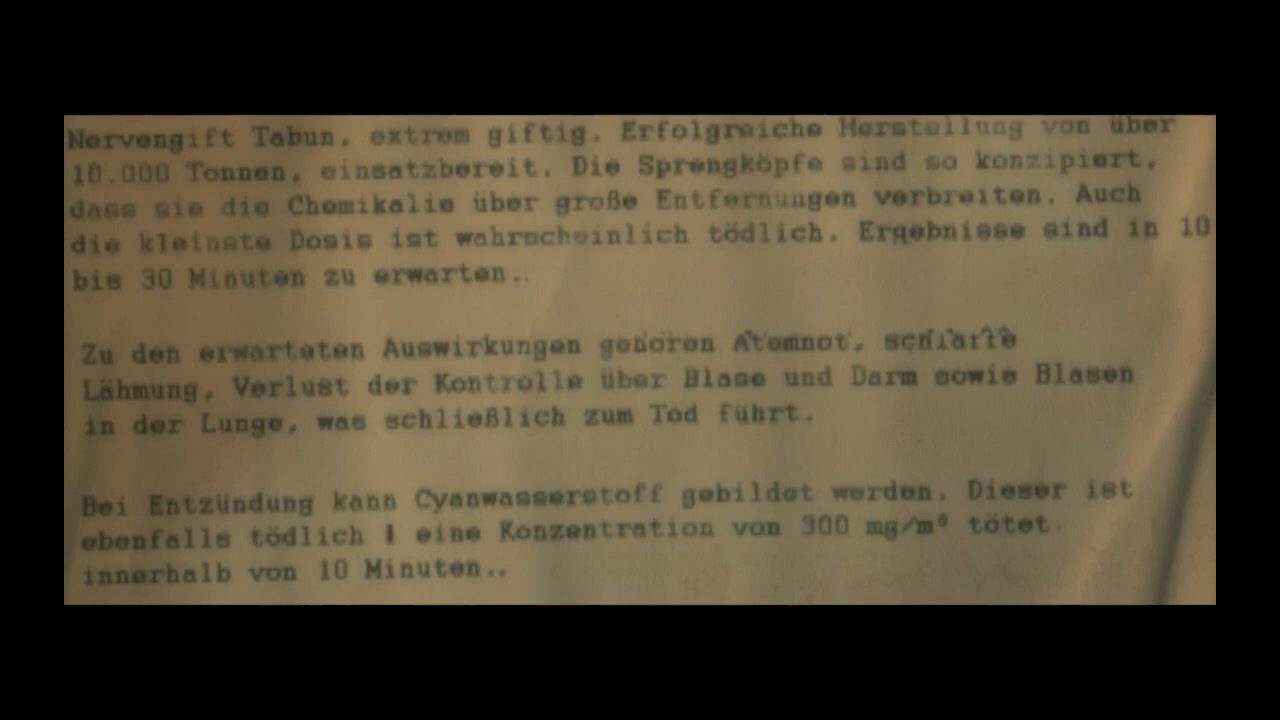 Nervengift Tabun, extrem giftig. Erfolgreiche Herstellung von über
10.000 Tonnen, einsatzbereit. Die Sprengköpfe sind so konzipiert,
dass sie die Chemikalie über große Entfernungen verbreiten. Auch
die kleinste Dosis ist wahrscheinlich tödlich. Ergebnisse sind in 10
bis 30 Minuten zu erwarten..
Zu den erwarteten Auswirkungen gehören Atemnot, schlaffe
Lähmung, Verlust der Kontrolle über Blase und Darm sowie Blasen
in der Lunge, was schließlich zum Tod führt.
Bei Entzündung kann Cyanwasserstoff gebildet werden. Dieser ist
ebenfalls tödlich | eine Konzentration von 300 mg/m³ tötet
innerhalb von 10 Minuten..